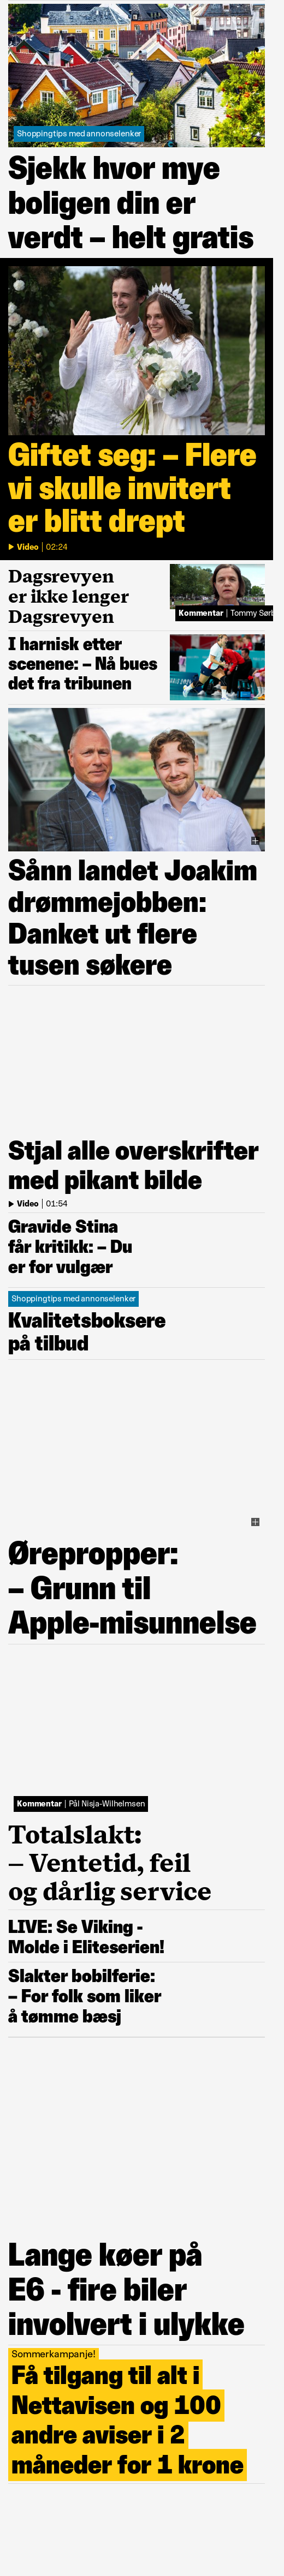 Shoppingtips med annonselenker
Sjekk hvor mye
boligen din er
verdt – helt gratis
Giftet seg: – Flere
vi skulle invitert
er blitt drept
Video | 02:24
Dagsrevyen
er ikke lenger
Dagsrevyen
Kommentar | Tommy Sørb
I harnisk etter
scenene: – Nå bues
det fra tribunen
Sånn landet Joakim
drømmejobben:
Danket ut flere
tusen søkere
Stjal alle overskrifter
med pikant bilde
Video | 01:54
Gravide Stina
får kritikk: – Du
er for vulgær
Shoppingtips med annonselenker
Kvalitetsboksere
på tilbud
Ørepropper:
– Grunn til
Apple-misunnelse
Kommentar | Pål Nisja-Wilhelmsen
Totalslakt:
– Ventetid, feil
og dårlig service
LIVE: Se Viking -
Molde i Eliteserien!
Slakter bobilferie:
– For folk som liker
å tømme bæsj
Lange køer på
E6 - fire biler
involvert i ulykke
Sommerkampanje!
Få tilgang til alt i
Nettavisen og 100
andre aviser i 2
måneder for 1 krone